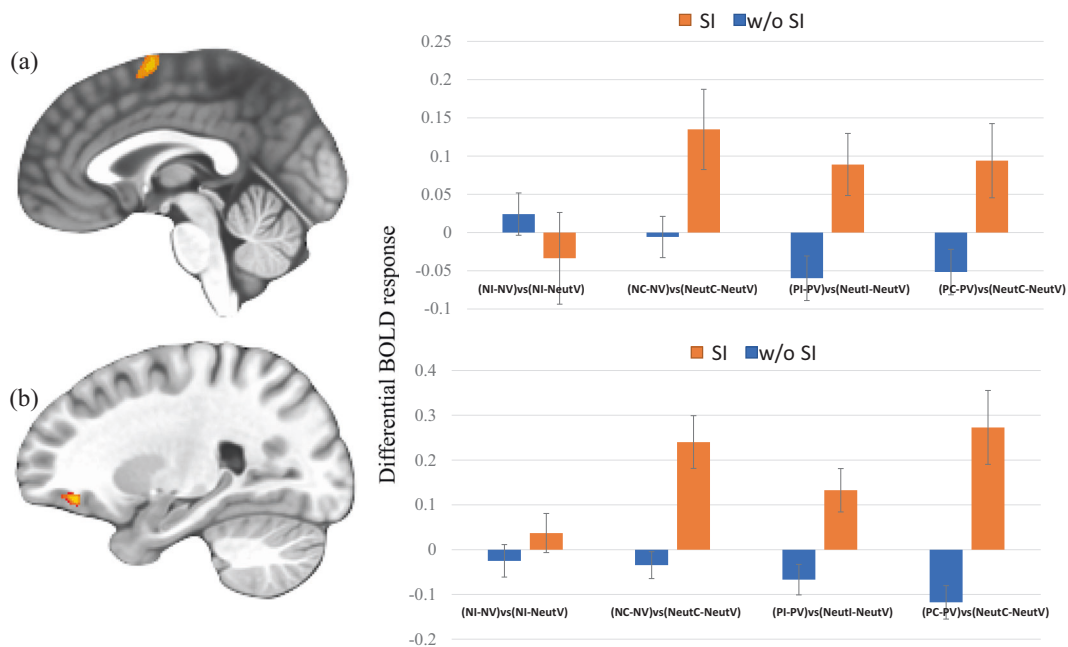 (a)
SI w/o SI
0.25
0.2
0.15
0.1
0.05
0
-0.05
-0.1
(NI-NV)vs(NI-NeutV) (NC-NV)vs(NeutC-NeutV) (PI-PV)vs(NeutI-NeutV) (PC-PV)vs(NeutC-NeutV)
Differential BOLD response
(b)
SI w/o SI
0.4
0.3
0.2
0.1
0
-0.1
-0.2
(NI-NV)vs(NI-NeutV) (NC-NV)vs(NeutC-NeutV) (PI-PV)vs(NeutI-NeutV) (PC-PV)vs(NeutC-NeutV)